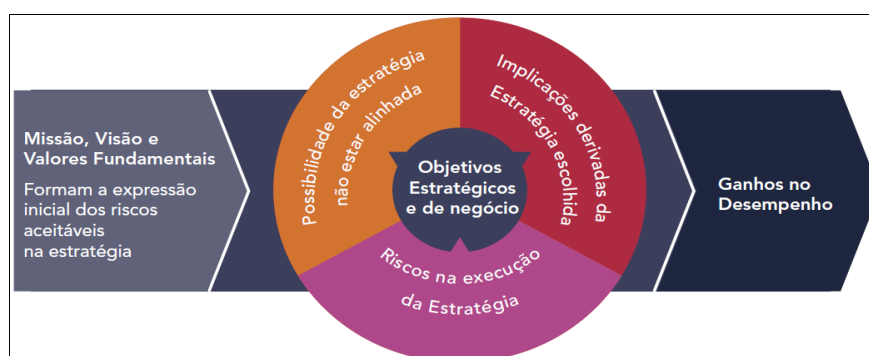 Missão, Visão e
Valores Fundamentais
Formam a expressão
inicial dos riscos
aceitáveis
na estratégia
Possibilidade da estratégia
não estar alinhada
Implicações derivadas da
Estratégia escolhida
Objetivos
Estratégicos
e de negócio
Riscos na execução
da Estratégia
Ganhos no
Desempenho